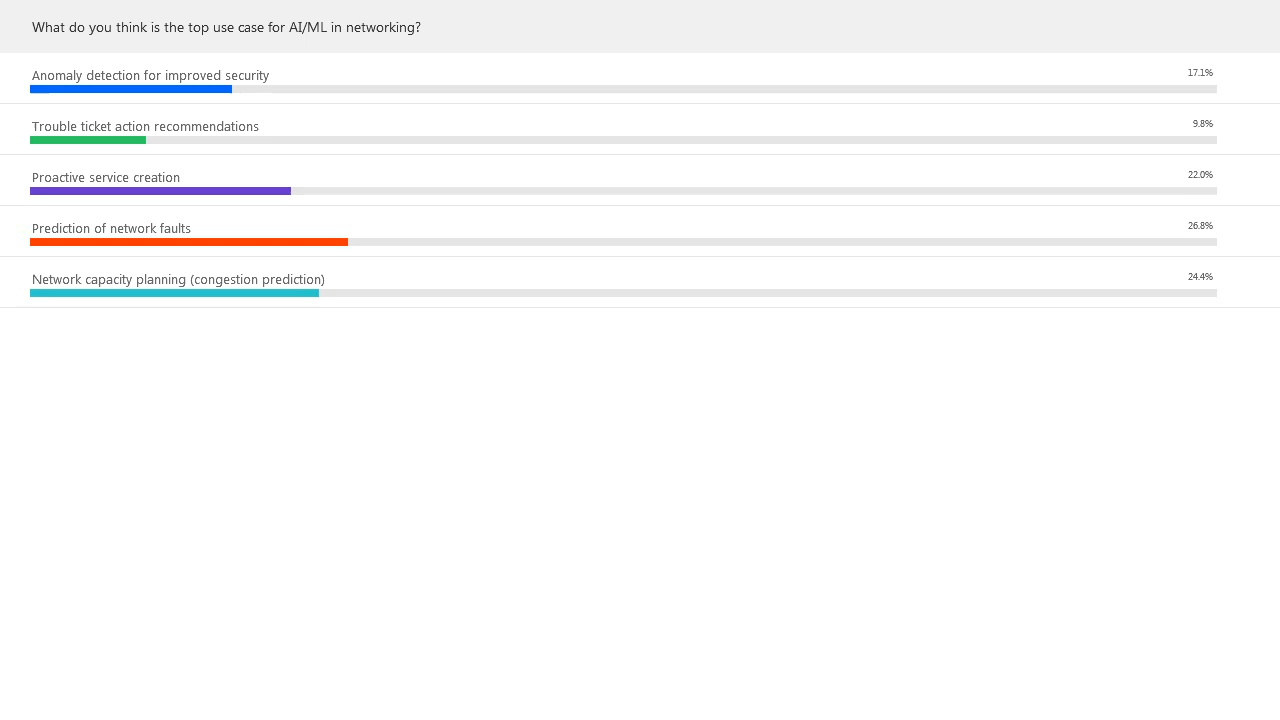 What do you think is the top use case for AI/ML in networking?
Anomaly detection for improved security 17.1%
Trouble ticket action recommendations 9.8%
Proactive service creation 22.0%
Prediction of network faults 26.8%
Network capacity planning (congestion prediction) 24.4%